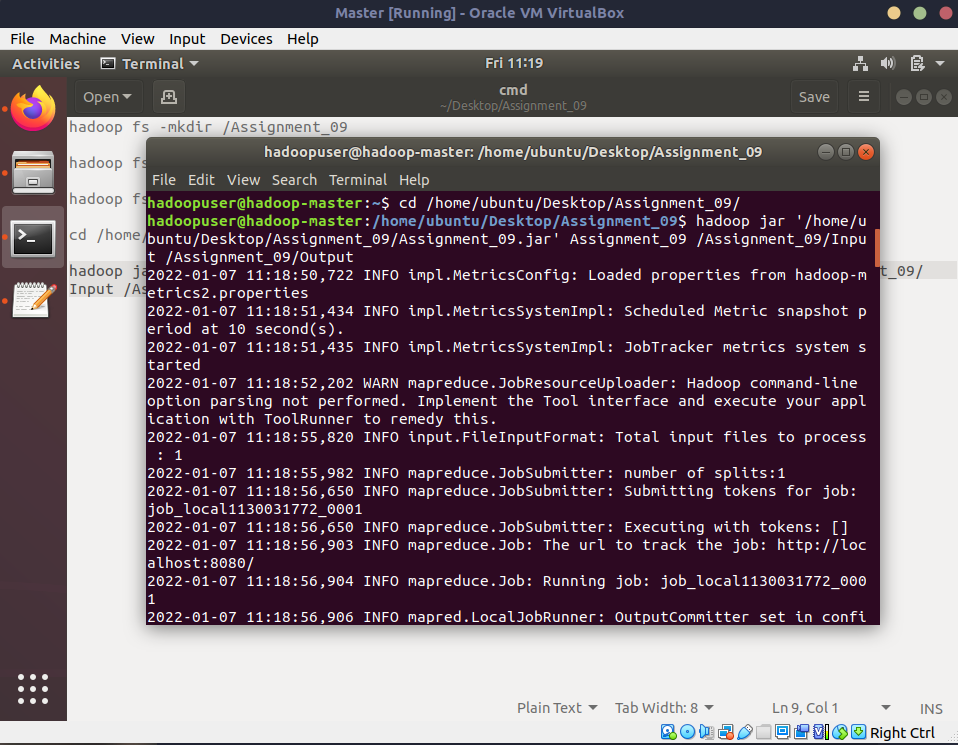 Master [Running] - Oracle VM VirtualBox
File Machine View Input Devices Help
Activities Terminal Fri 11:19
Open cmd Save
~/Desktop/Assignment_09
hadoop fs -mkdir /Assignment_09
hadoop fs
hadoop fs
cd /home/
hadoop ja t_09/
Input /As
hadoopuser@hadoop-master: /home/ubuntu/Desktop/Assignment_09
File Edit View Search Terminal Help
hadoopuser@hadoop-master:~$ cd /home/ubuntu/Desktop/Assignment_09/
hadoopuser@hadoop-master:/home/ubuntu/Desktop/Assignment_09$ hadoop jar '/home/u
buntu/Desktop/Assignment_09/Assignment_09.jar' Assignment_09 /Assignment_09/Inpu
t /Assignment_09/Output
2022-01-07 11:18:50,722 INFO impl.MetricsConfig: Loaded properties from hadoop-m
etrics2.properties
2022-01-07 11:18:51,434 INFO impl.MetricsSystemImpl: Scheduled Metric snapshot p
eriod at 10 second(s).
2022-01-07 11:18:51,435 INFO impl.MetricsSystemImpl: JobTracker metrics system s
tarted
2022-01-07 11:18:52,202 WARN mapreduce.JobResourceUploader: Hadoop command-line
option parsing not performed. Implement the Tool interface and execute your appl
ication with ToolRunner to remedy this.
2022-01-07 11:18:55,820 INFO input.FileInputFormat: Total input files to process
: 1
2022-01-07 11:18:55,982 INFO mapreduce.JobSubmitter: number of splits:1
2022-01-07 11:18:56,650 INFO mapreduce.JobSubmitter: Submitting tokens for job:
job_local1130031772_0001
2022-01-07 11:18:56,650 INFO mapreduce.JobSubmitter: Executing with tokens: []
2022-01-07 11:18:56,903 INFO mapreduce.Job: The url to track the job: http://loc
alhost:8080/
2022-01-07 11:18:56,904 INFO mapreduce.Job: Running job: job_local1130031772_000
1
2022-01-07 11:18:56,906 INFO mapred.LocalJobRunner: OutputCommitter set in confi
Plain Text Tab Width: 8 Ln 9, Col 1 INS
Right Ctrl